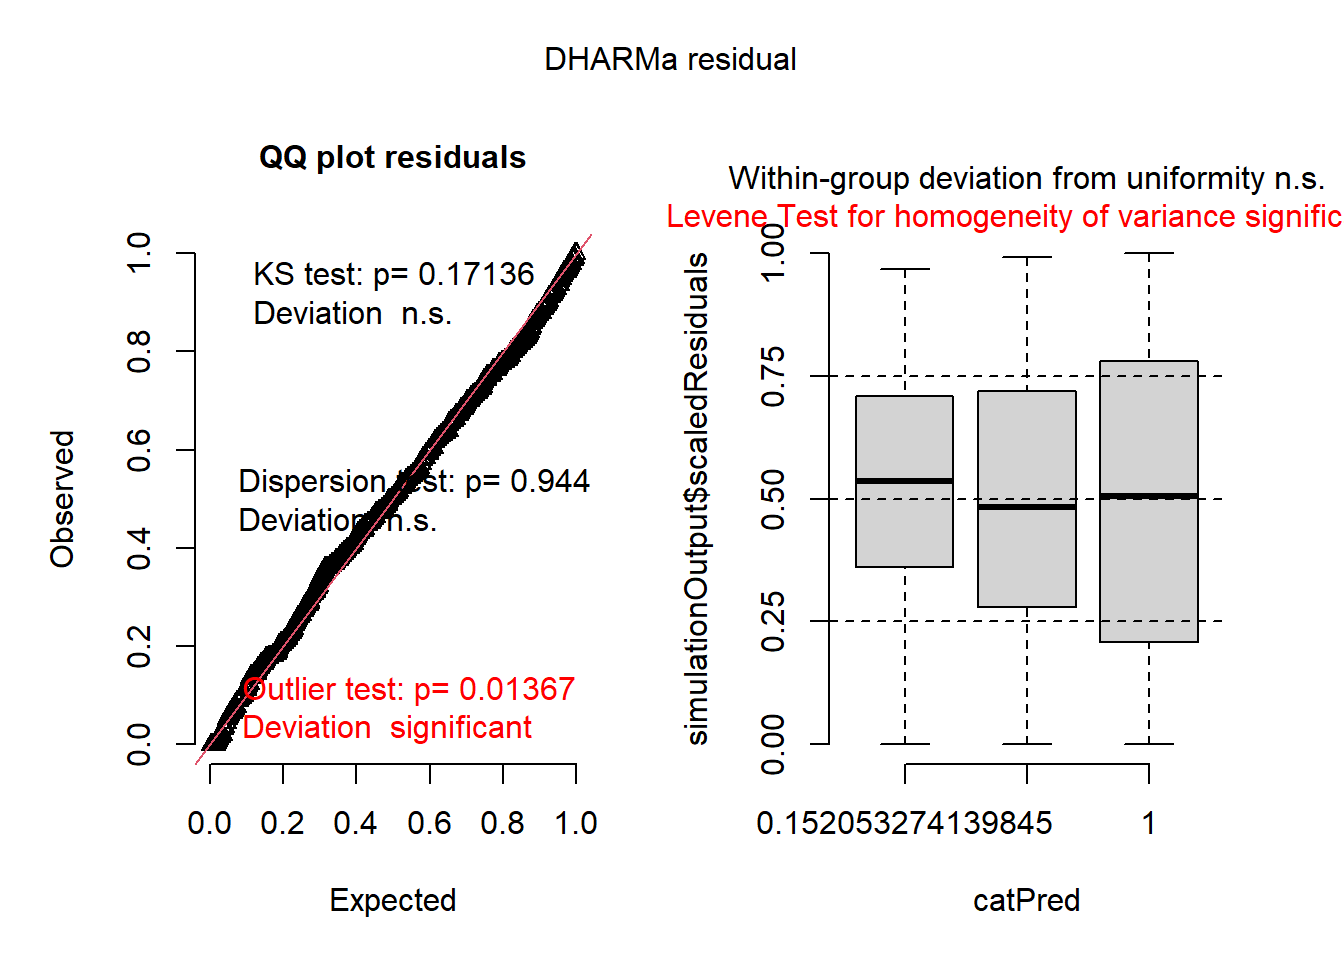 DHARMa residual
QQ plot residuals
KS test: p= 0.17136
Deviation  n.s.
Dispersion test: p= 0.944
Deviation n.s.
Outlier test: p= 0.01367
Deviation  significant
Observed
0.0 0.2 0.4 0.6 0.8 1.0
0.0 0.2 0.4 0.6 0.8 1.0
Expected
Within-group deviation from uniformity n.s.
Levene Test for homogeneity of variance signific
simulationOutput$scaledResiduals
0.00 0.25 0.50 0.75 1.00
0.152053274139845 1
catPred